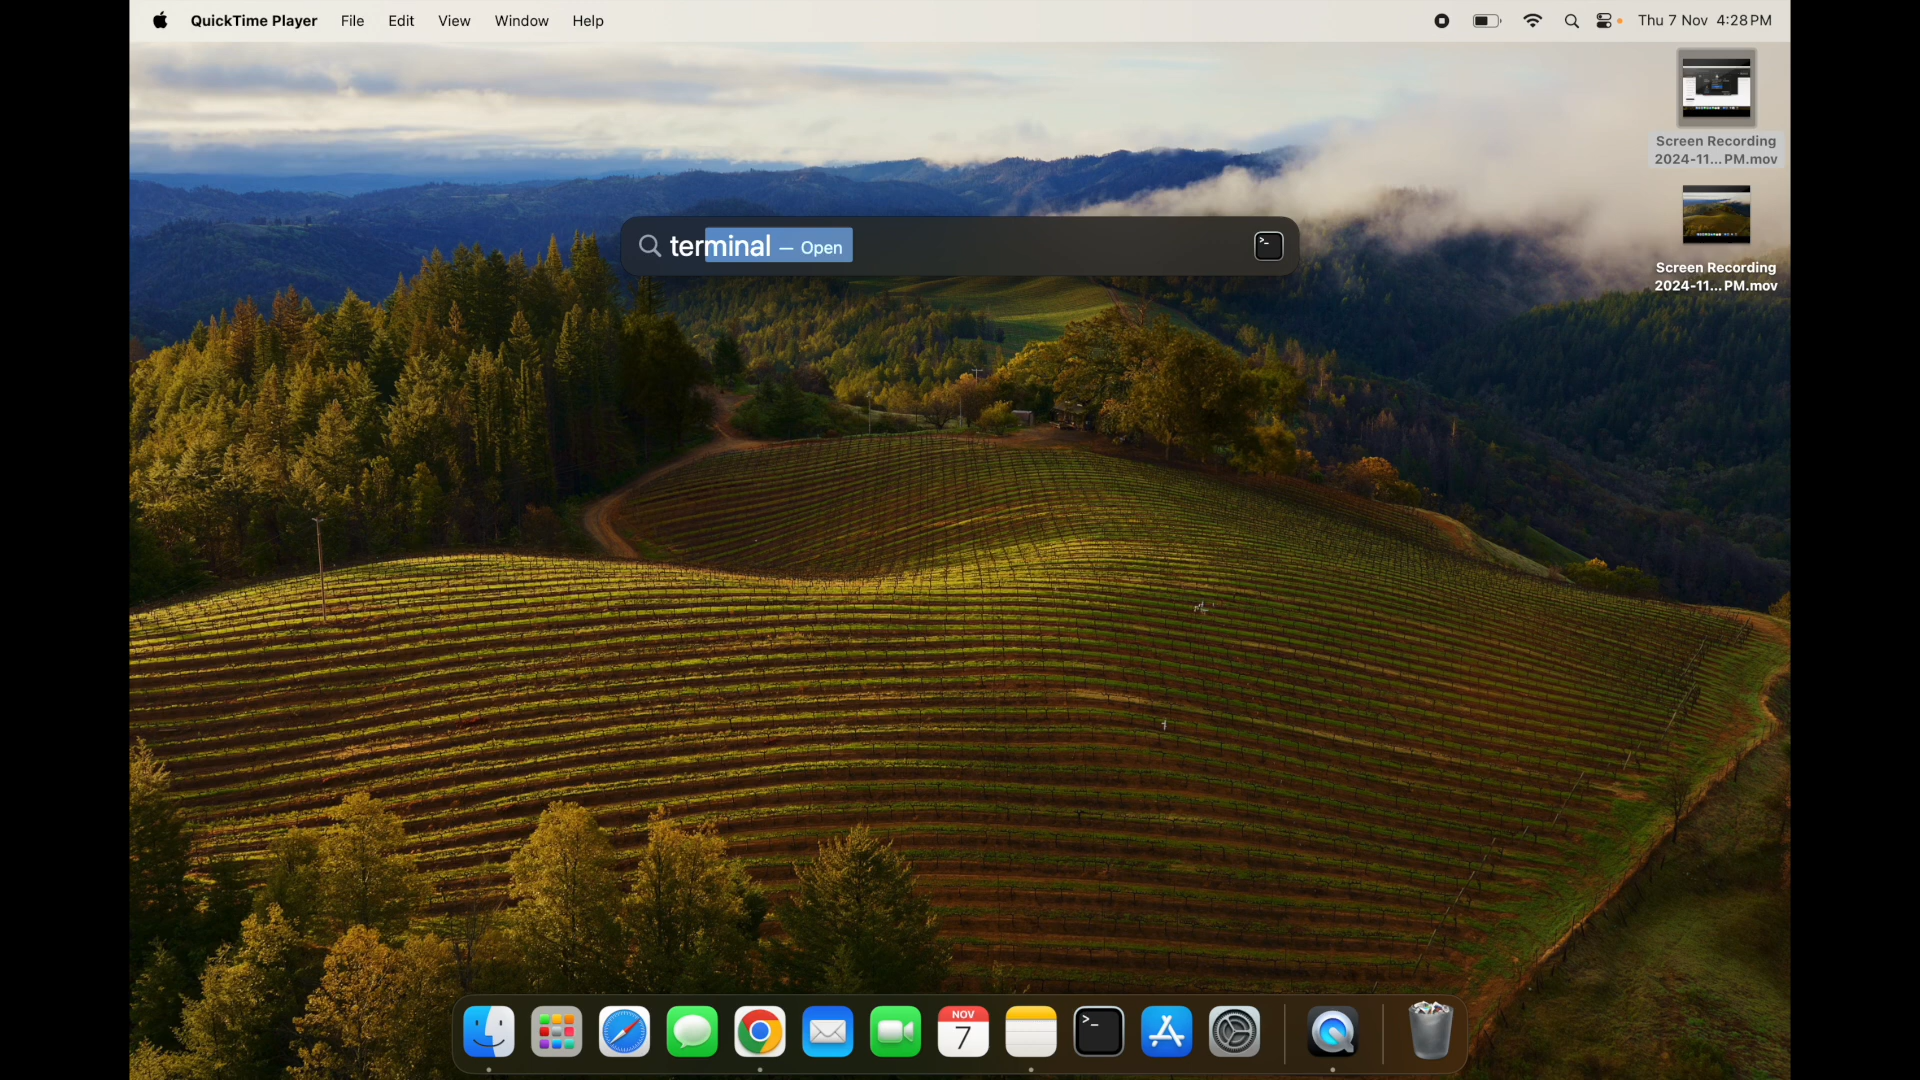 QuickTime Player File Edit View Window Help Thu 7 Nov 4:28 PM
Screen Recording
2024-11...PM.mov
terminal — Open
Screen Recording
2024-11...PM.mov
NOV
7